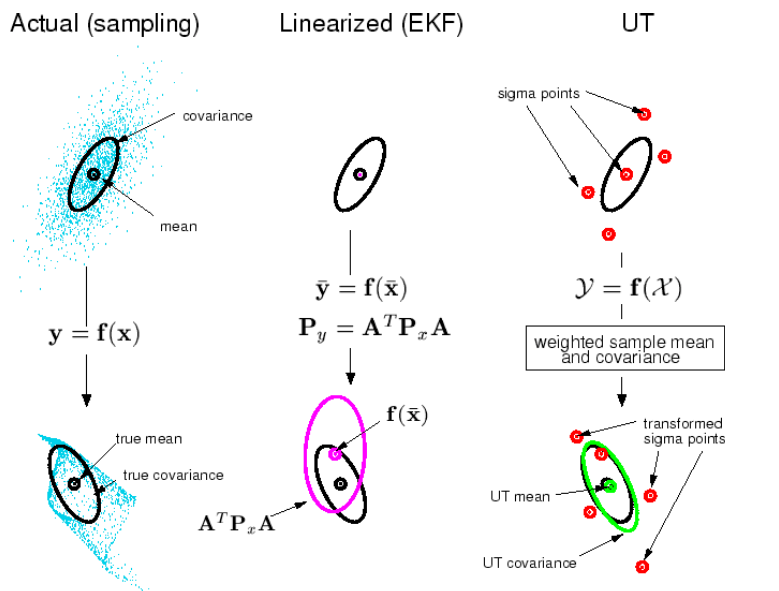 Actual (sampling)
Linearized (EKF)
UT
covariance
mean
sigma points
y = f(x)
ȳ = f(x̄)
P_y = A^T P_x A
𝒴 = f(𝒳)
weighted sample mean
and covariance
true mean
true covariance
f(x̄)
A^T P_x A
transformed
sigma points
UT mean
UT covariance